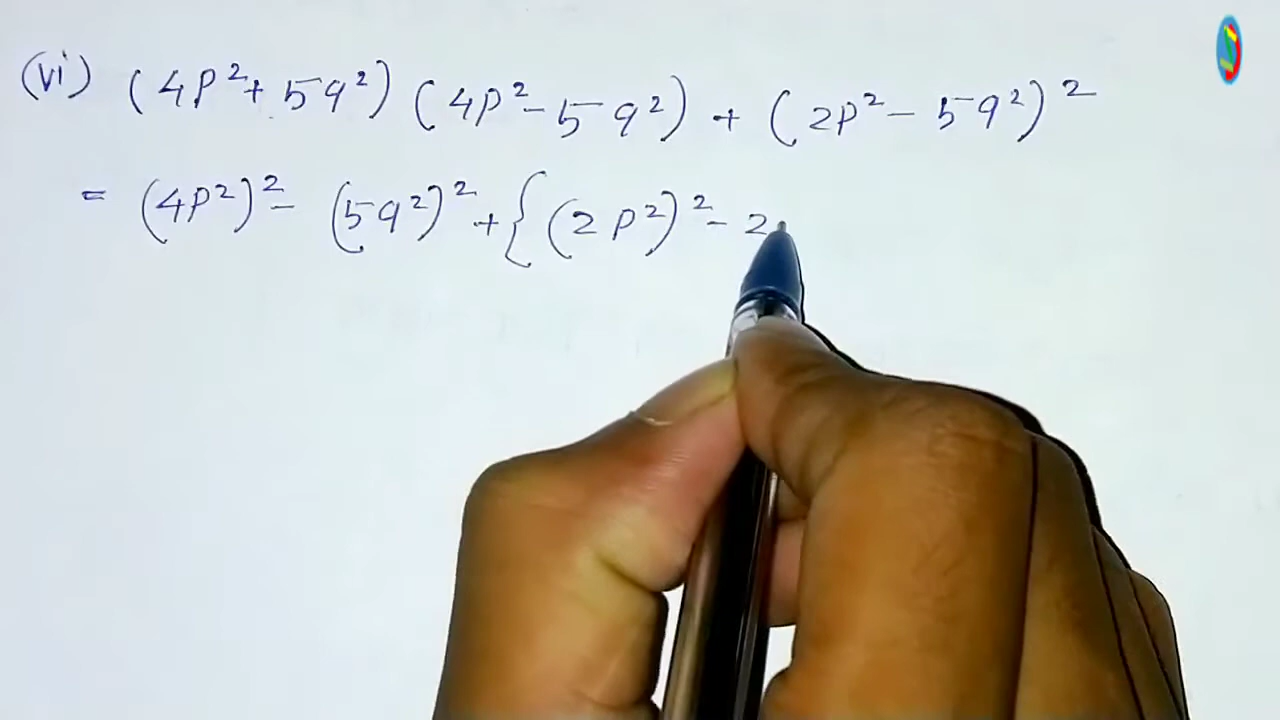 (vi) (4p² + 5q²) (4p² - 5q²) + (2p² - 5q²)²
= (4p²)² - (5q²)² + { (2p²)² - 2